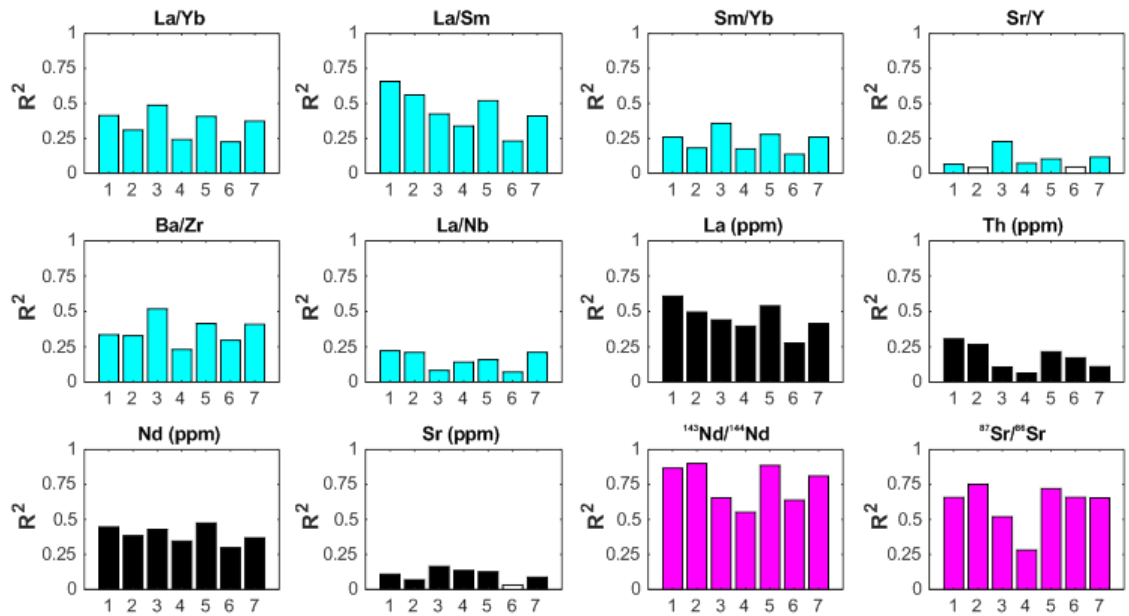 La/Yb
1
0.75
0.5
0.25
0
R²
1 2 3 4 5 6 7
La/Sm
1
0.75
0.5
0.25
0
R²
1 2 3 4 5 6 7
Sm/Yb
1
0.75
0.5
0.25
0
R²
1 2 3 4 5 6 7
Sr/Y
1
0.75
0.5
0.25
0
R²
1 2 3 4 5 6 7
Ba/Zr
1
0.75
0.5
0.25
0
R²
1 2 3 4 5 6 7
La/Nb
1
0.75
0.5
0.25
0
R²
1 2 3 4 5 6 7
La (ppm)
1
0.75
0.5
0.25
0
R²
1 2 3 4 5 6 7
Th (ppm)
1
0.75
0.5
0.25
0
R²
1 2 3 4 5 6 7
Nd (ppm)
1
0.75
0.5
0.25
0
R²
1 2 3 4 5 6 7
Sr (ppm)
1
0.75
0.5
0.25
0
R²
1 2 3 4 5 6 7
¹⁴³Nd/¹⁴⁴Nd
1
0.75
0.5
0.25
0
R²
1 2 3 4 5 6 7
⁸⁷Sr/⁸⁶Sr
1
0.75
0.5
0.25
0
R²
1 2 3 4 5 6 7